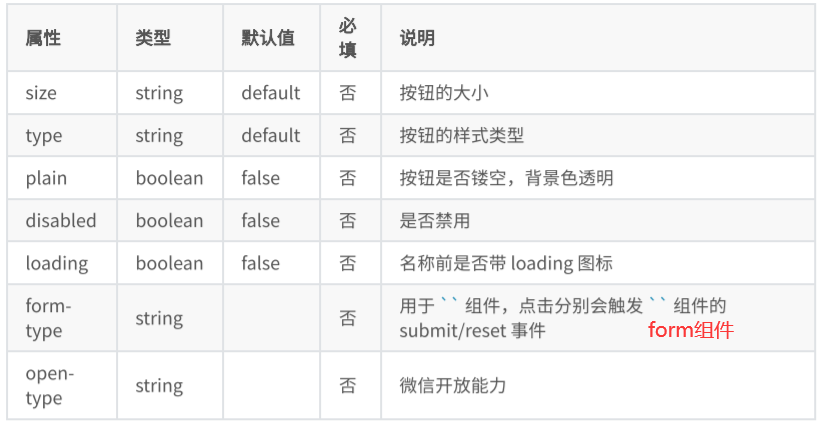 属性 类型 默认值 必填 说明
size string default 否 按钮的大小
type string default 否 按钮的样式类型
plain boolean false 否 按钮是否镂空，背景色透明
disabled boolean false 否 是否禁用
loading boolean false 否 名称前是否带 loading 图标
form-type string 否 用于 `` 组件，点击分别会触发 `` 组件的
submit/reset 事件
form组件
open-type string 否 微信开放能力